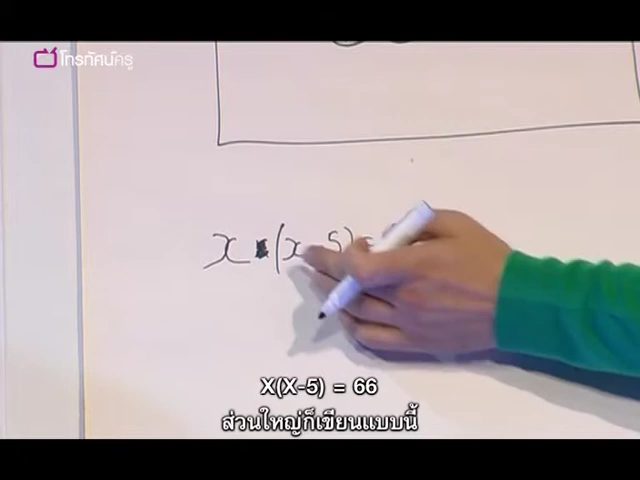 โทรทัศน์ครู
x (x 5)
X(X-5) = 66
ส่วนใหญ่ก็เขียนแบบนี้